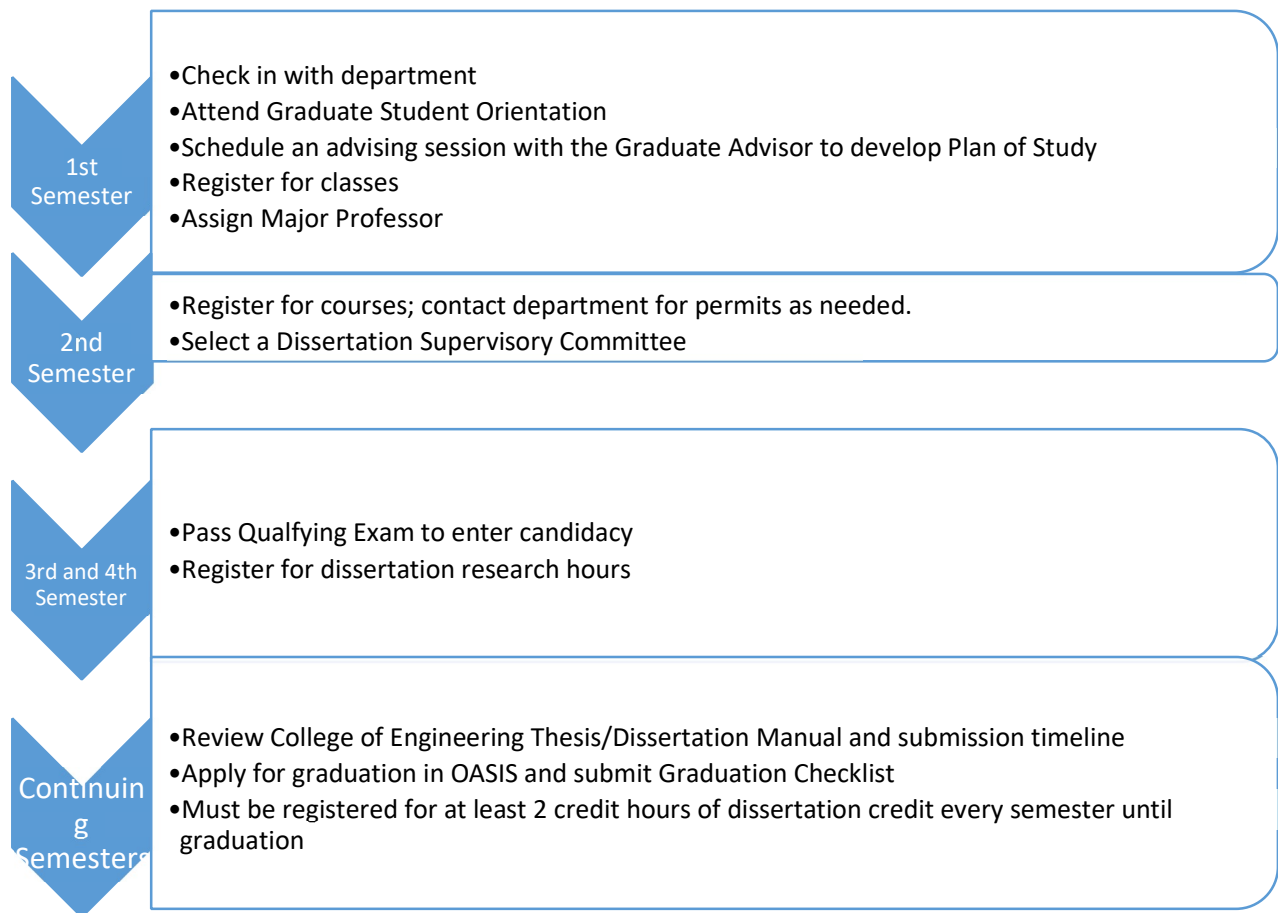 1st
Semester
•Check in with department
•Attend Graduate Student Orientation
•Schedule an advising session with the Graduate Advisor to develop Plan of Study
•Register for classes
•Assign Major Professor
2nd
Semester
•Register for courses; contact department for permits as needed.
•Select a Dissertation Supervisory Committee
3rd and 4th
Semester
•Pass Qualfying Exam to enter candidacy
•Register for dissertation research hours
Continuin
g
Semesters
•Review College of Engineering Thesis/Dissertation Manual and submission timeline
•Apply for graduation in OASIS and submit Graduation Checklist
•Must be registered for at least 2 credit hours of dissertation credit every semester until
graduation